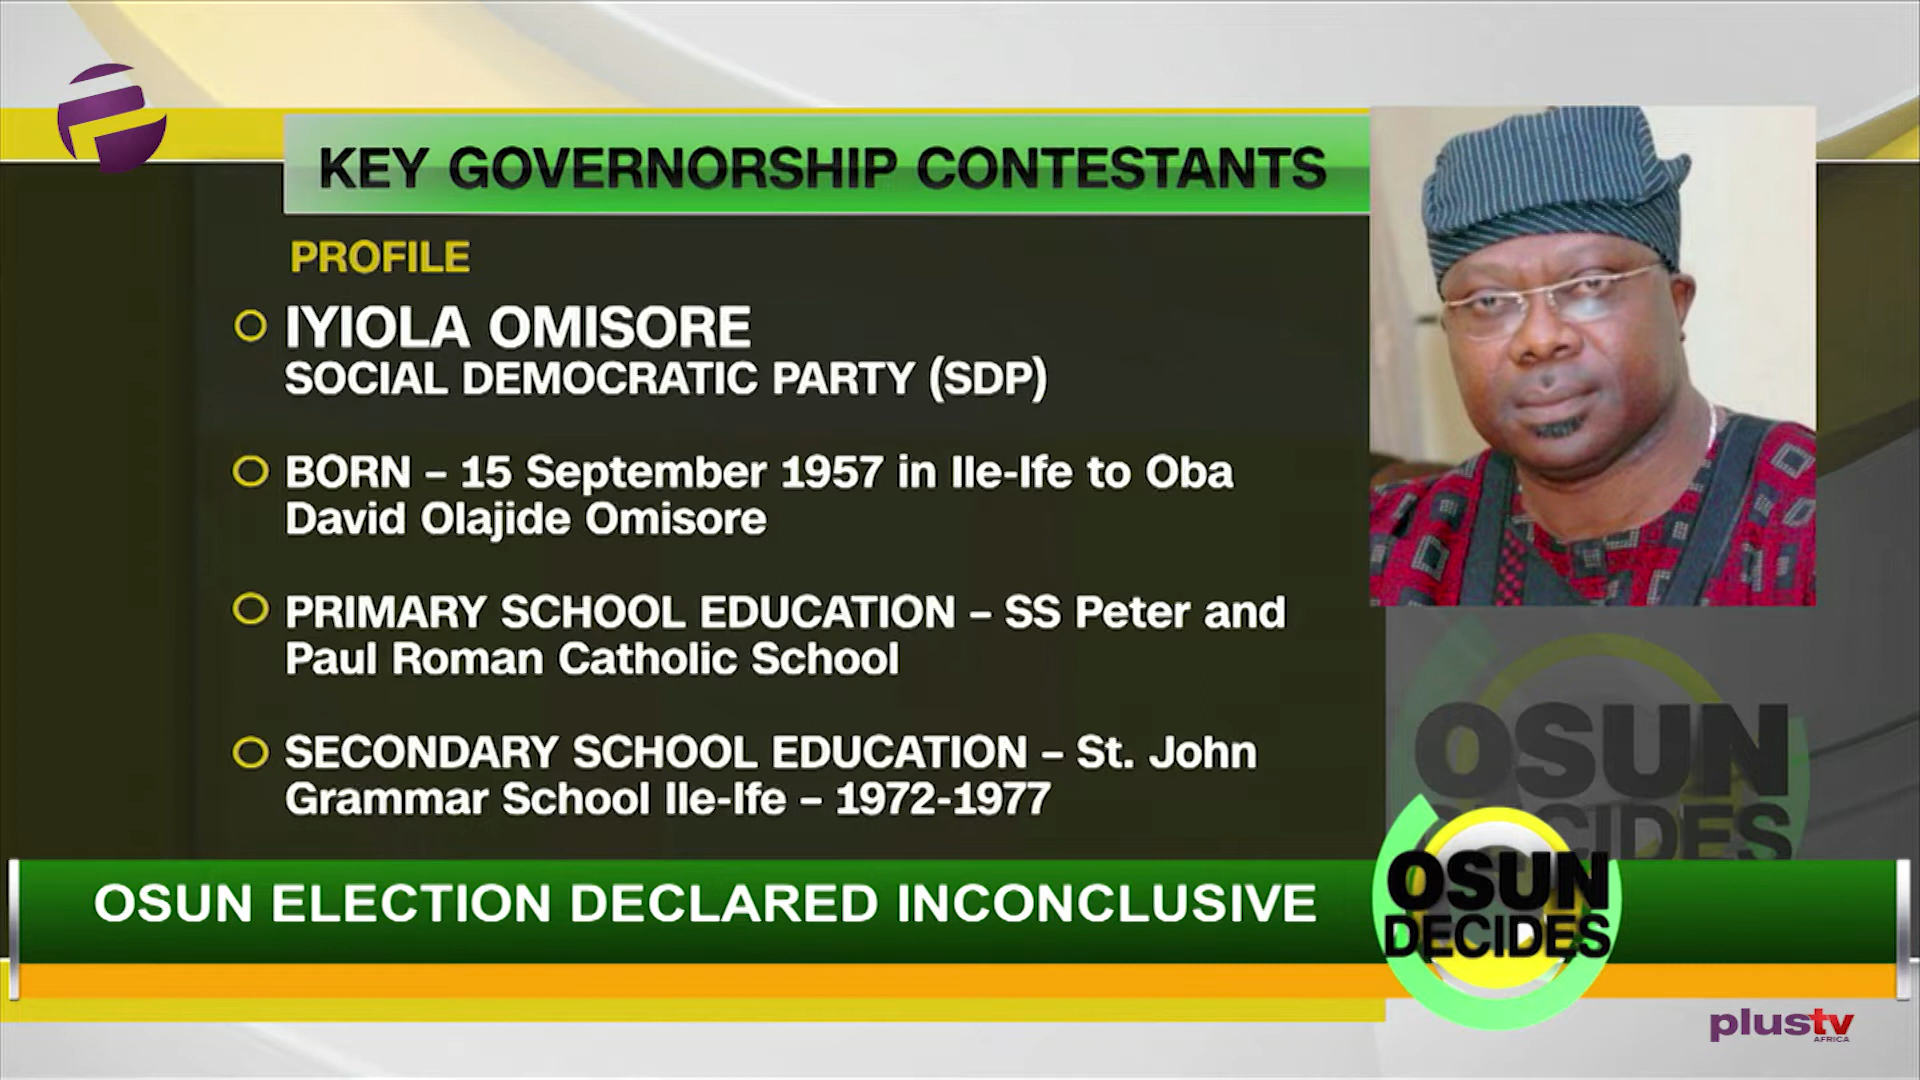 KEY GOVERNORSHIP CONTESTANTS
PROFILE
IYIOLA OMISORE
SOCIAL DEMOCRATIC PARTY (SDP)
BORN – 15 September 1957 in Ile-Ife to Oba
David Olajide Omisore
PRIMARY SCHOOL EDUCATION – SS Peter and
Paul Roman Catholic School
SECONDARY SCHOOL EDUCATION – St. John
Grammar School Ile-Ife – 1972-1977
OSUN
DECIDES
OSUN ELECTION DECLARED INCONCLUSIVE
OSUN
DECIDES
plustv
AFRICA